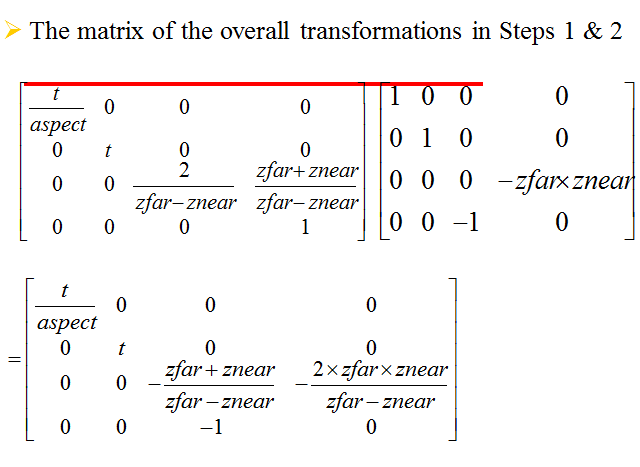 The matrix of the overall transformations in Steps 1 & 2
t/aspect 0 0 0 1 0 0 0
0 t 0 0 0 1 0 0
0 0 2/zfar−znear zfar+znear/zfar−znear 0 0 0 −zfar×znear
0 0 0 1 0 0 −1 0
= t/aspect 0 0 0
0 t 0 0
0 0 −zfar+znear/zfar−znear −2×zfar×znear/zfar−znear
0 0 −1 0